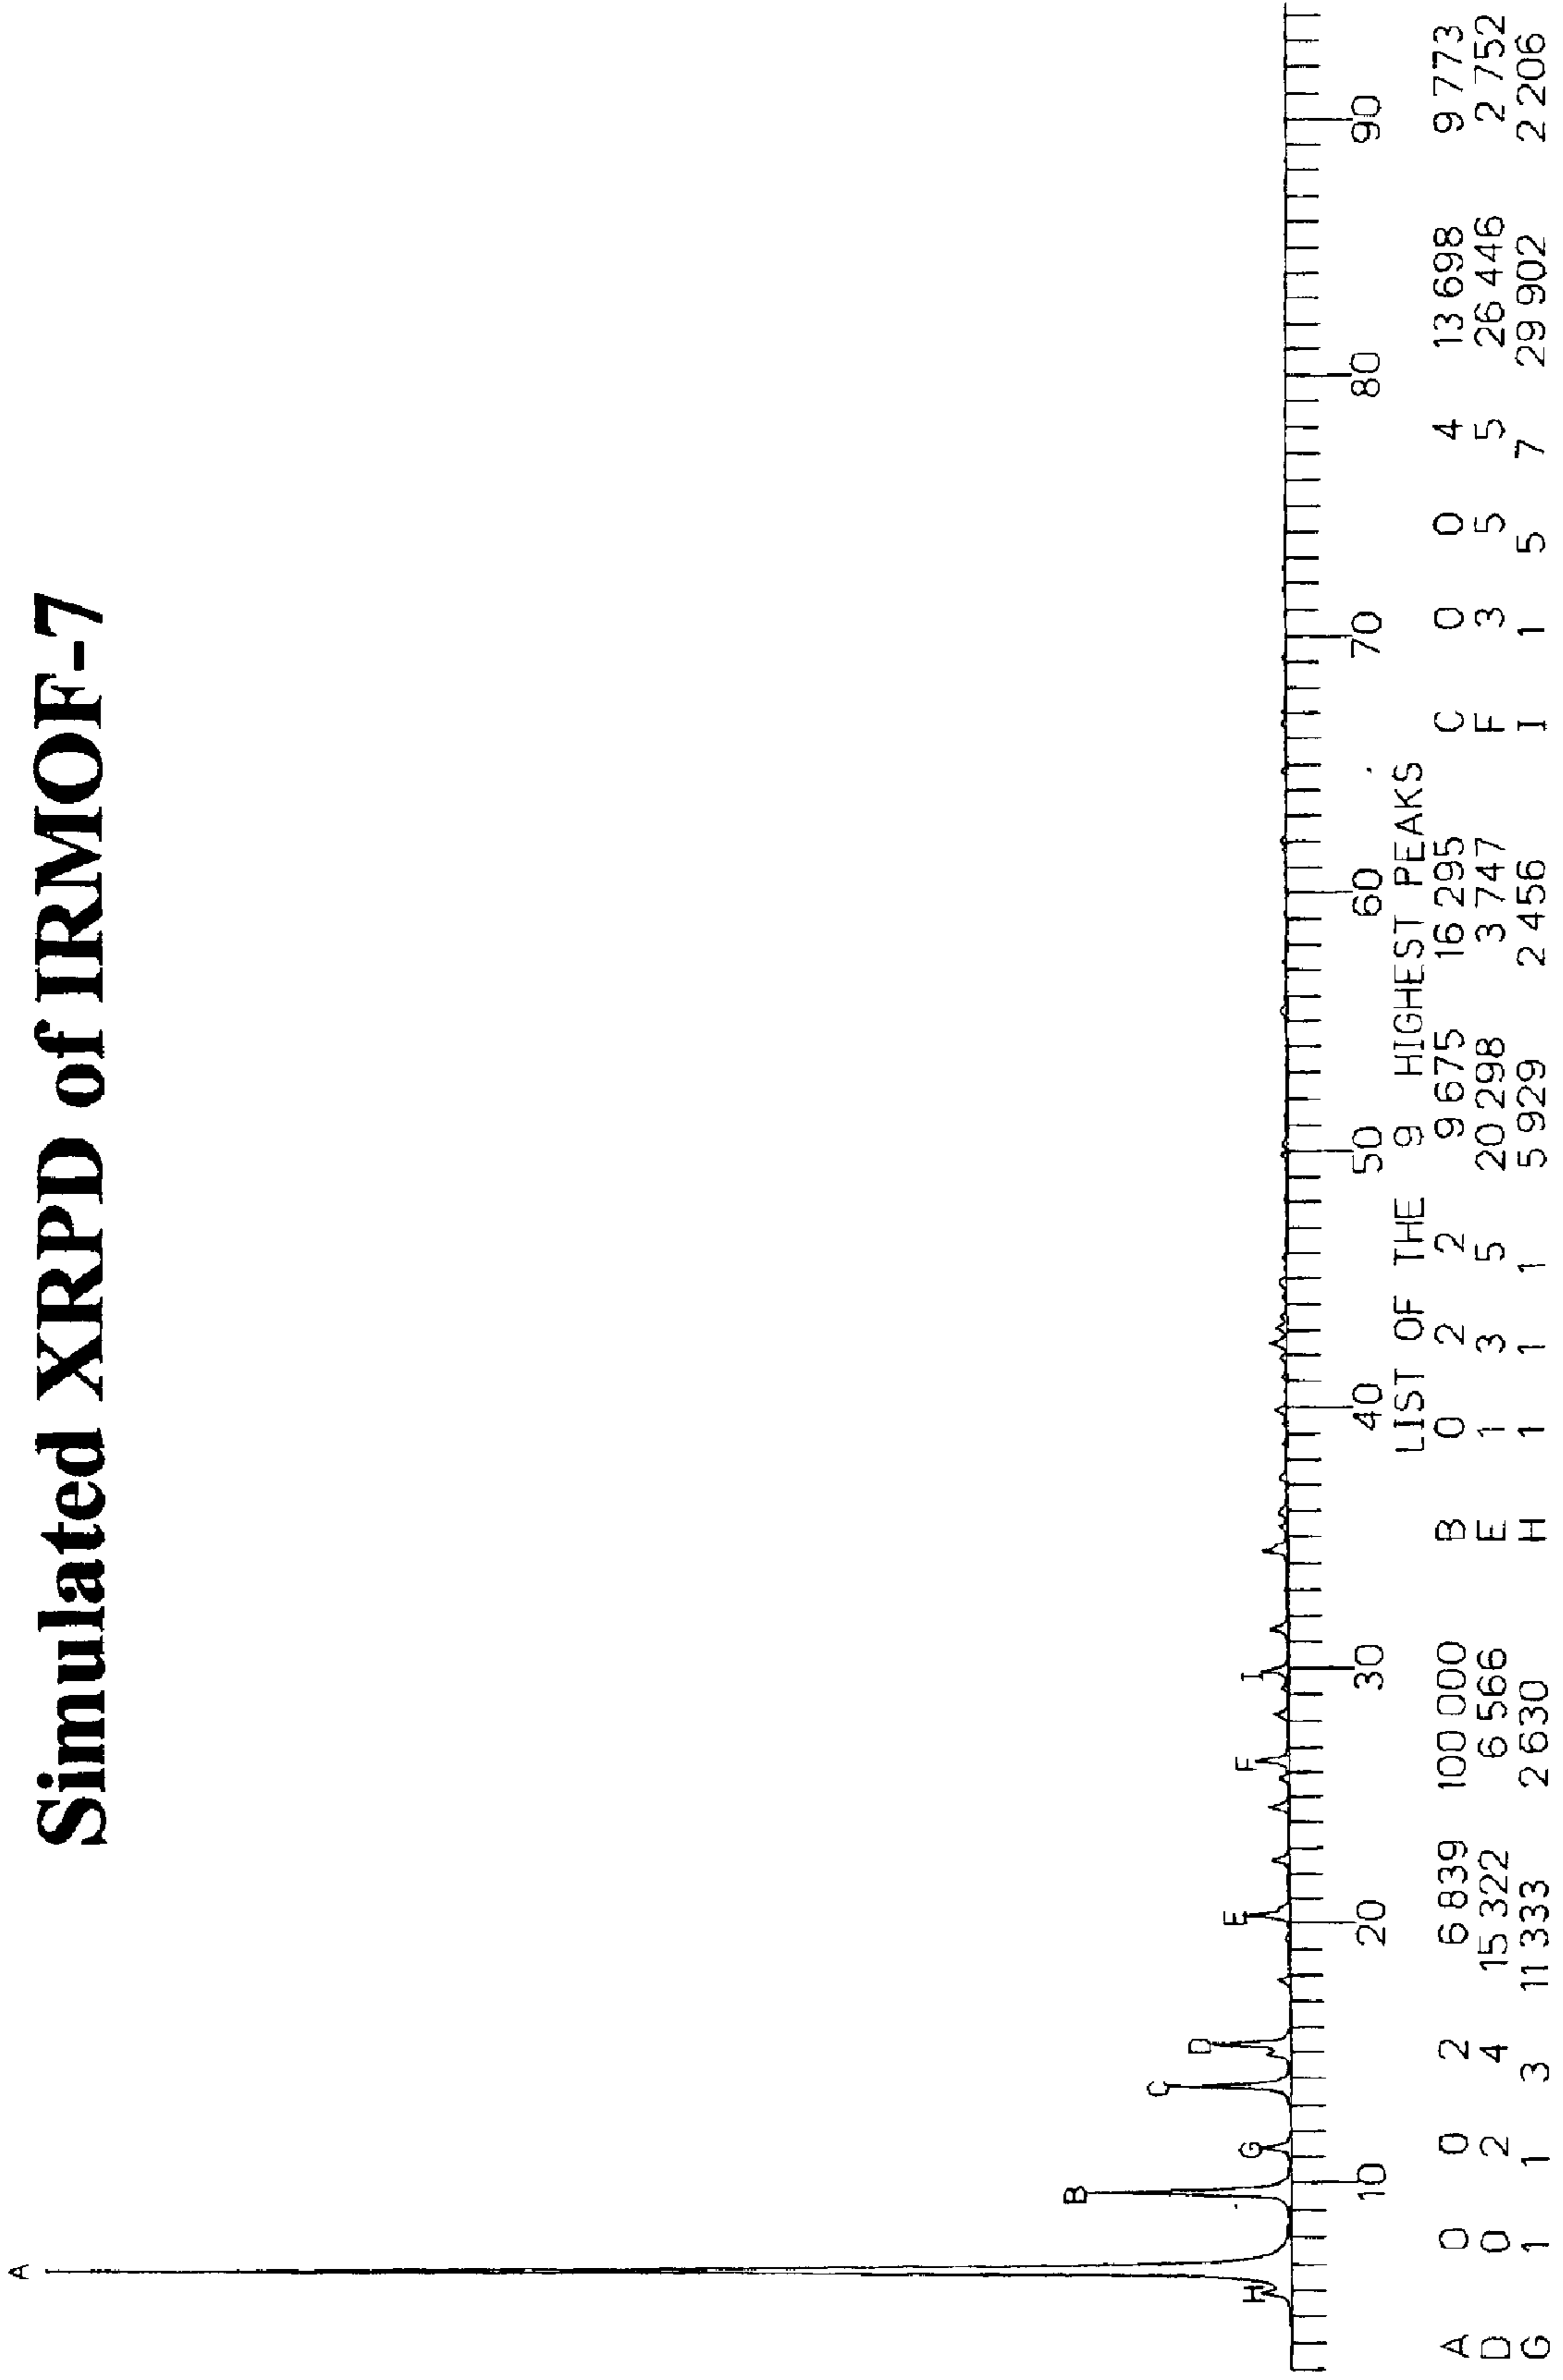 Simulated XRPD of IRMOF-7
A
H
B
G
C
D
E
F
I
10 20 30 40 50 60 70 80 90
LIST OF THE 9 HIGHEST PEAKS
A 0 0 2 6 839 100 000 B 0 2 2 9 675 16 295 C 0 0 4 13 698 9 773
D 0 2 4 15 322 6 566 E 1 3 5 20 298 3 747 F 3 5 5 26 446 2 752
G 1 1 3 11 333 2 630 H 1 1 1 5 929 2 456 I 1 5 7 29 902 2 206